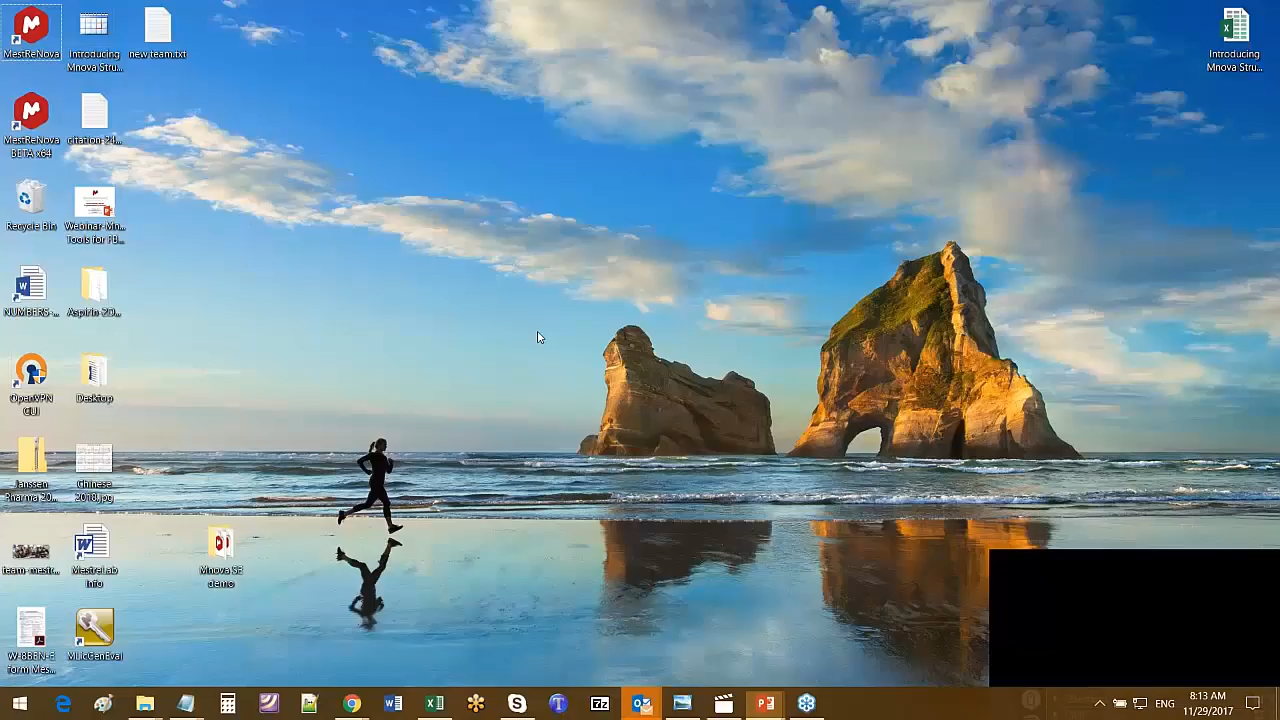 MestReNova
Introducing
Mnova Stru...
new team.txt
Introducing
Mnova Stru...
MestReNova
BETA x64
citation 24...
Recycle Bin
Webinar-Mn...
Tools for FB...
NUMBERS-...
Aspirin-2D...
OpenVPN
GUI
Desktop
Janssen
Pharma 20...
Chinese
2018.jpg
team-mestr...
MestreLab
Info
Mnova S3
demo
W-8BEN-E
form Mes...
MLicGenEval
ENG
8:13 AM
11/29/2017